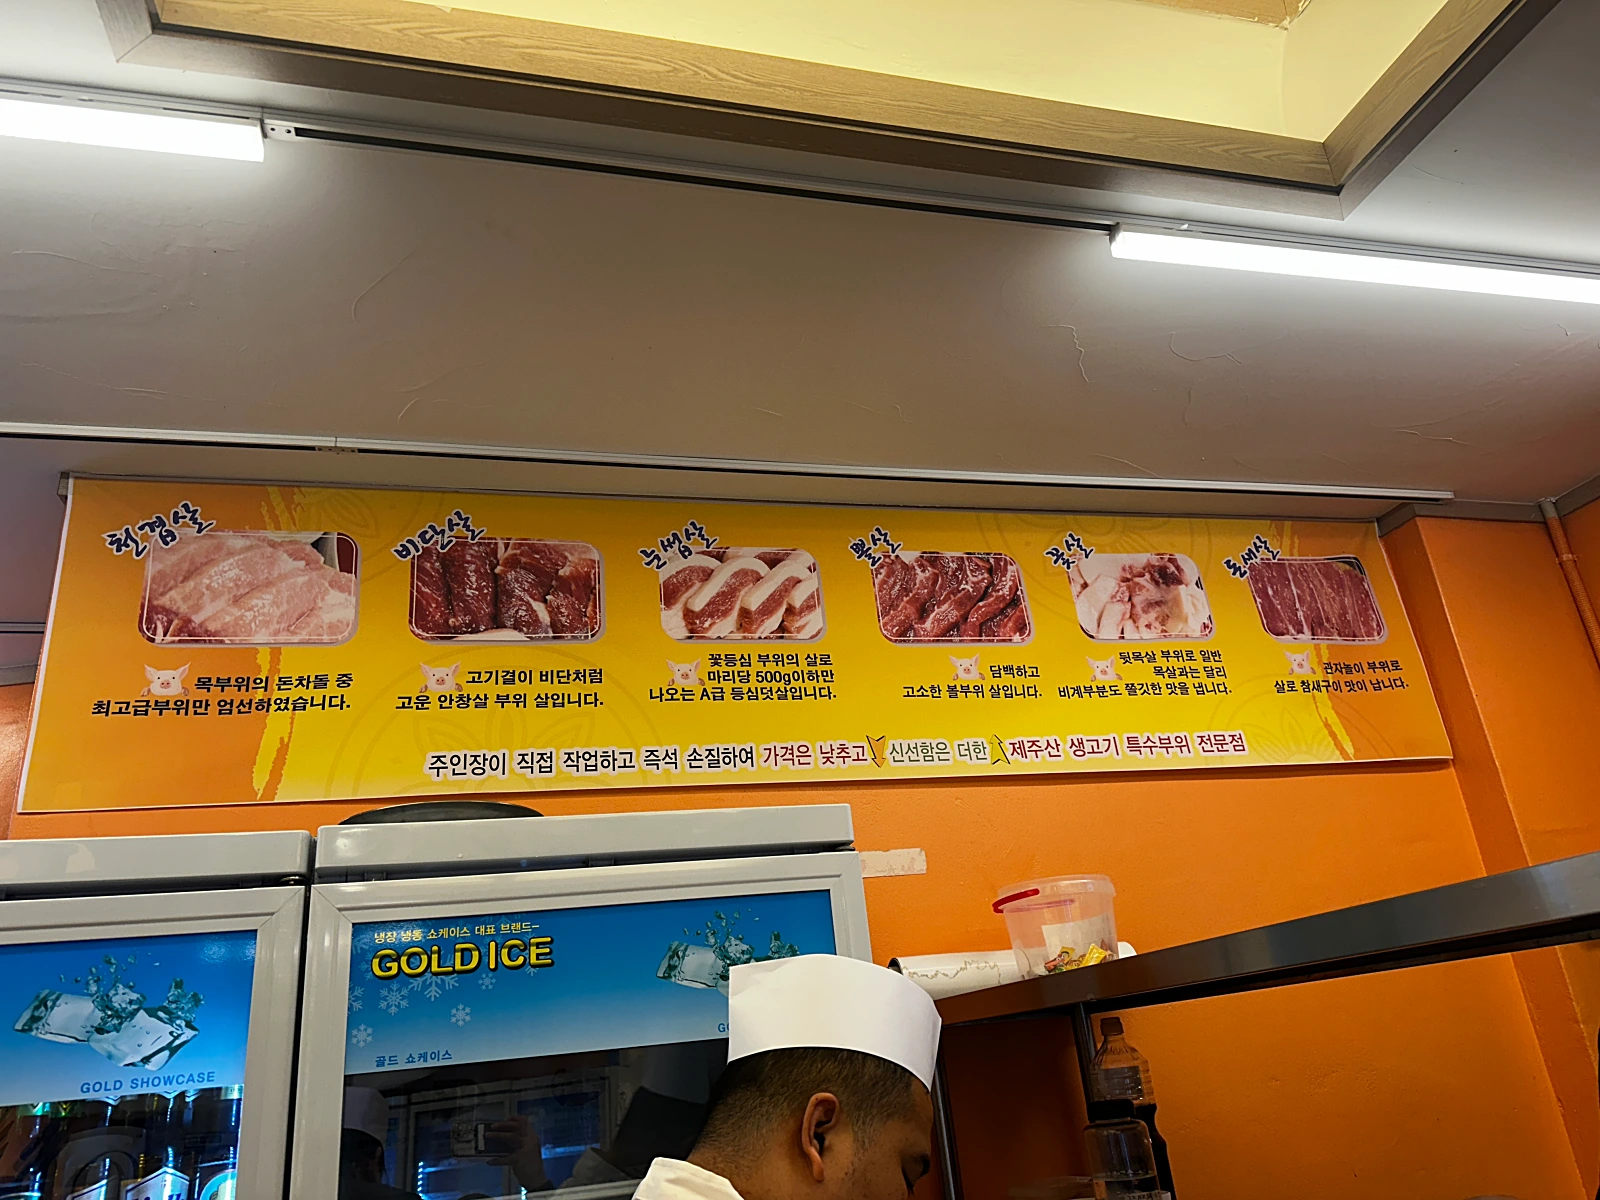 천겹살
목부위의 돈차돌 중
최고급부위만 엄선하였습니다.
비단살
고기결이 비단처럼
고운 안창살 부위 살입니다.
눈썹살
꽃등심 부위의 살로
마리당 500g이하만
나오는 A급 등심덧살입니다.
뽈살
담백하고
고소한 볼부위 살입니다.
꽃살
뒷목살 부위로 일반
목살과는 달리
비계부분도 쫄깃한 맛을 냅니다.
돈새살
관자놀이 부위로
살로 참새구이 맛이 납니다.
주인장이 직접 작업하고 즉석 손질하여 가격은 낮추고 신선함은 더한 제주산 생고기 특수부위 전문점
냉장 냉동 쇼케이스 대표 브랜드
GOLD ICE
골드 쇼케이스
GOLD SHOWCASE